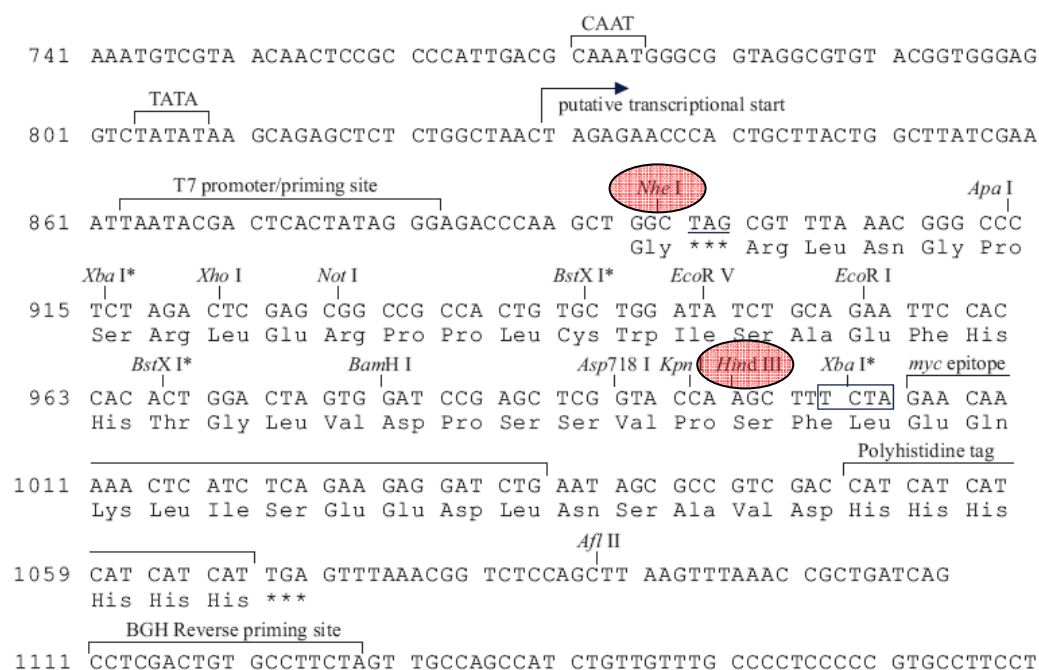 CAAT
741 AAATGTCGTA ACAACTCCGC CCCATTGACG CAAATGGGCG GTAGGCGTGT ACGGTGGGAG
TATA
putative transcriptional start
801 GTCTATATAA GCAGAGCTCT CTGGCTAACT AGAGAACCCA CTGCTTACTG GCTTATCGAA
T7 promoter/priming site Nhe I Apa I
861 ATTAATACGA CTCACTATAG GGAGACCCAA GCT GGC TAG CGT TTA AAC GGG CCC
Gly *** Arg Leu Asn Gly Pro
Xba I* Xho I Not I BstX I* EcoR V EcoR I
915 TCT AGA CTC GAG CGG CCG CCA CTG TGC TGG ATA TCT GCA GAA TTC CAC
Ser Arg Leu Glu Arg Pro Pro Leu Cys Trp Ile Ser Ala Glu Phe His
BstX I* BamH I Asp718 I Kpn Hind III Xba I* myc epitope
963 CAC ACT GGA CTA GTG GAT CCG AGC TCG GTA CCA AGC TTT CTA GAA CAA
His Thr Gly Leu Val Asp Pro Ser Ser Val Pro Ser Phe Leu Glu Gln
Polyhistidine tag
1011 AAA CTC ATC TCA GAA GAG GAT CTG AAT AGC GCC GTC GAC CAT CAT CAT
Lys Leu Ile Ser Glu Glu Asp Leu Asn Ser Ala Val Asp His His His
Afl II
1059 CAT CAT CAT TGA GTTTAAACGG TCTCCAGCTT AAGTTTAAAC CGCTGATCAG
His His His ***
BGH Reverse priming site
1111 CCTCGACTGT GCCTTCTAGT TGCCAGCCAT CTGTTGTTTG CCCCTCCCCC GTGCCTTCCT